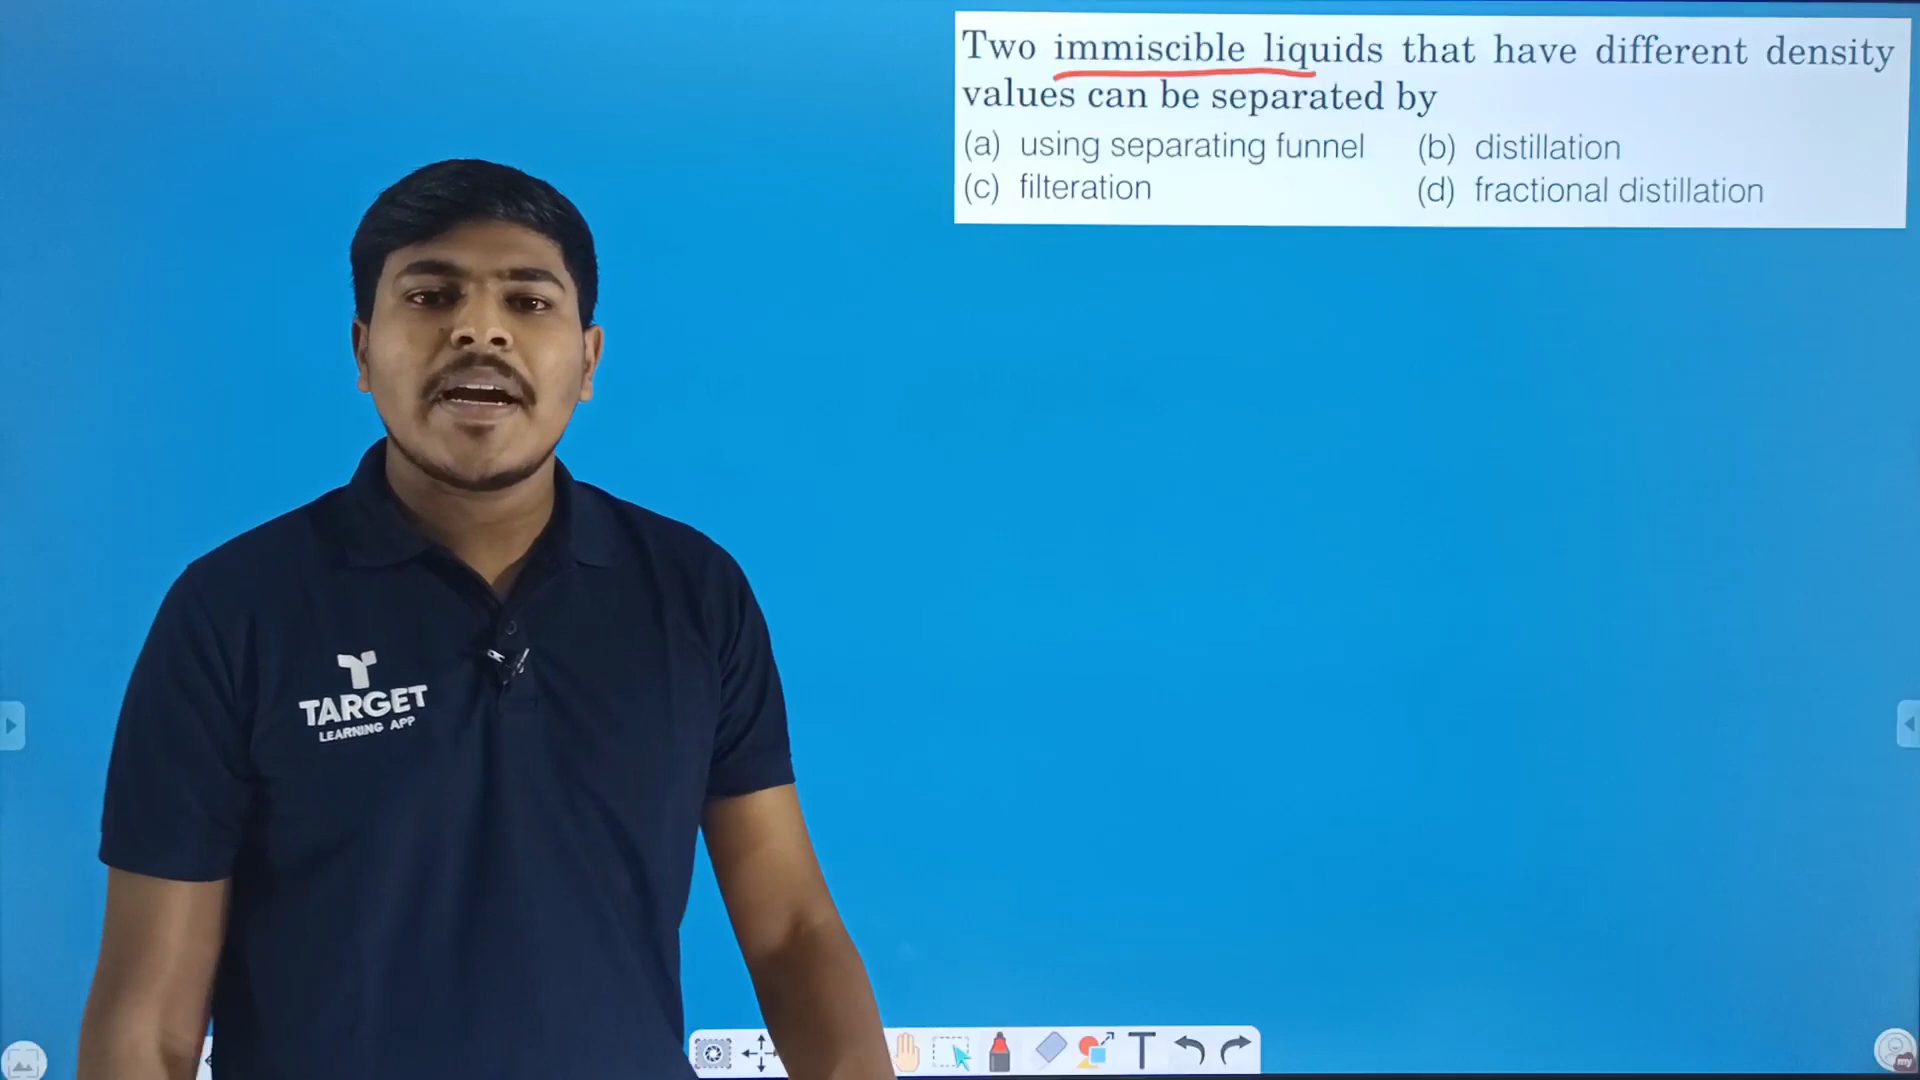 Two immiscible liquids that have different density
values can be separated by
(a) using separating funnel (b) distillation
(c) filteration (d) fractional distillation
TARGET
LEARNING APP
T
my